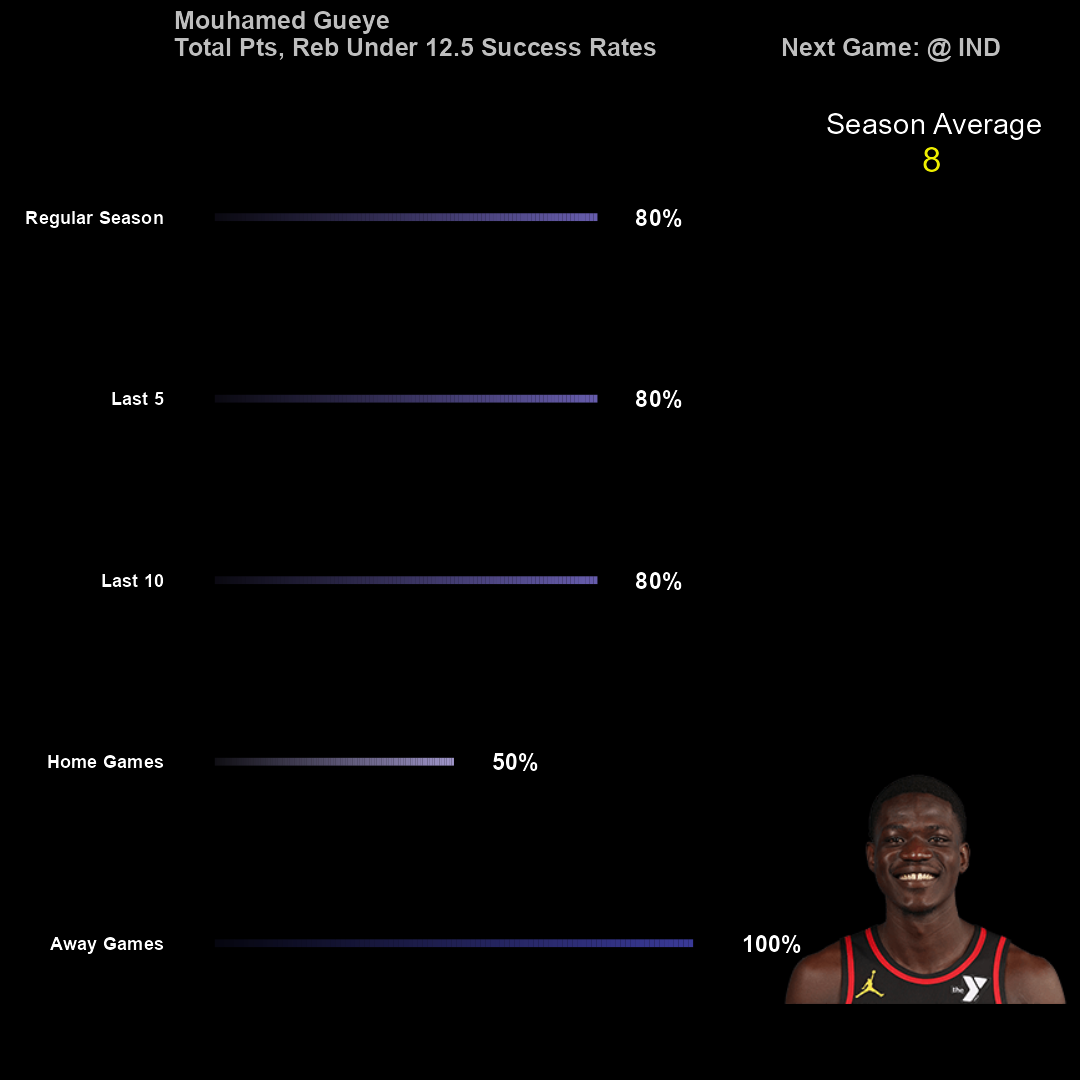 Mouhamed Gueye
Total Pts, Reb Under 12.5 Success Rates
Next Game: @ IND
Season Average
8
Regular Season
80%
Last 5
80%
Last 10
80%
Home Games
50%
Away Games
100%
the Y